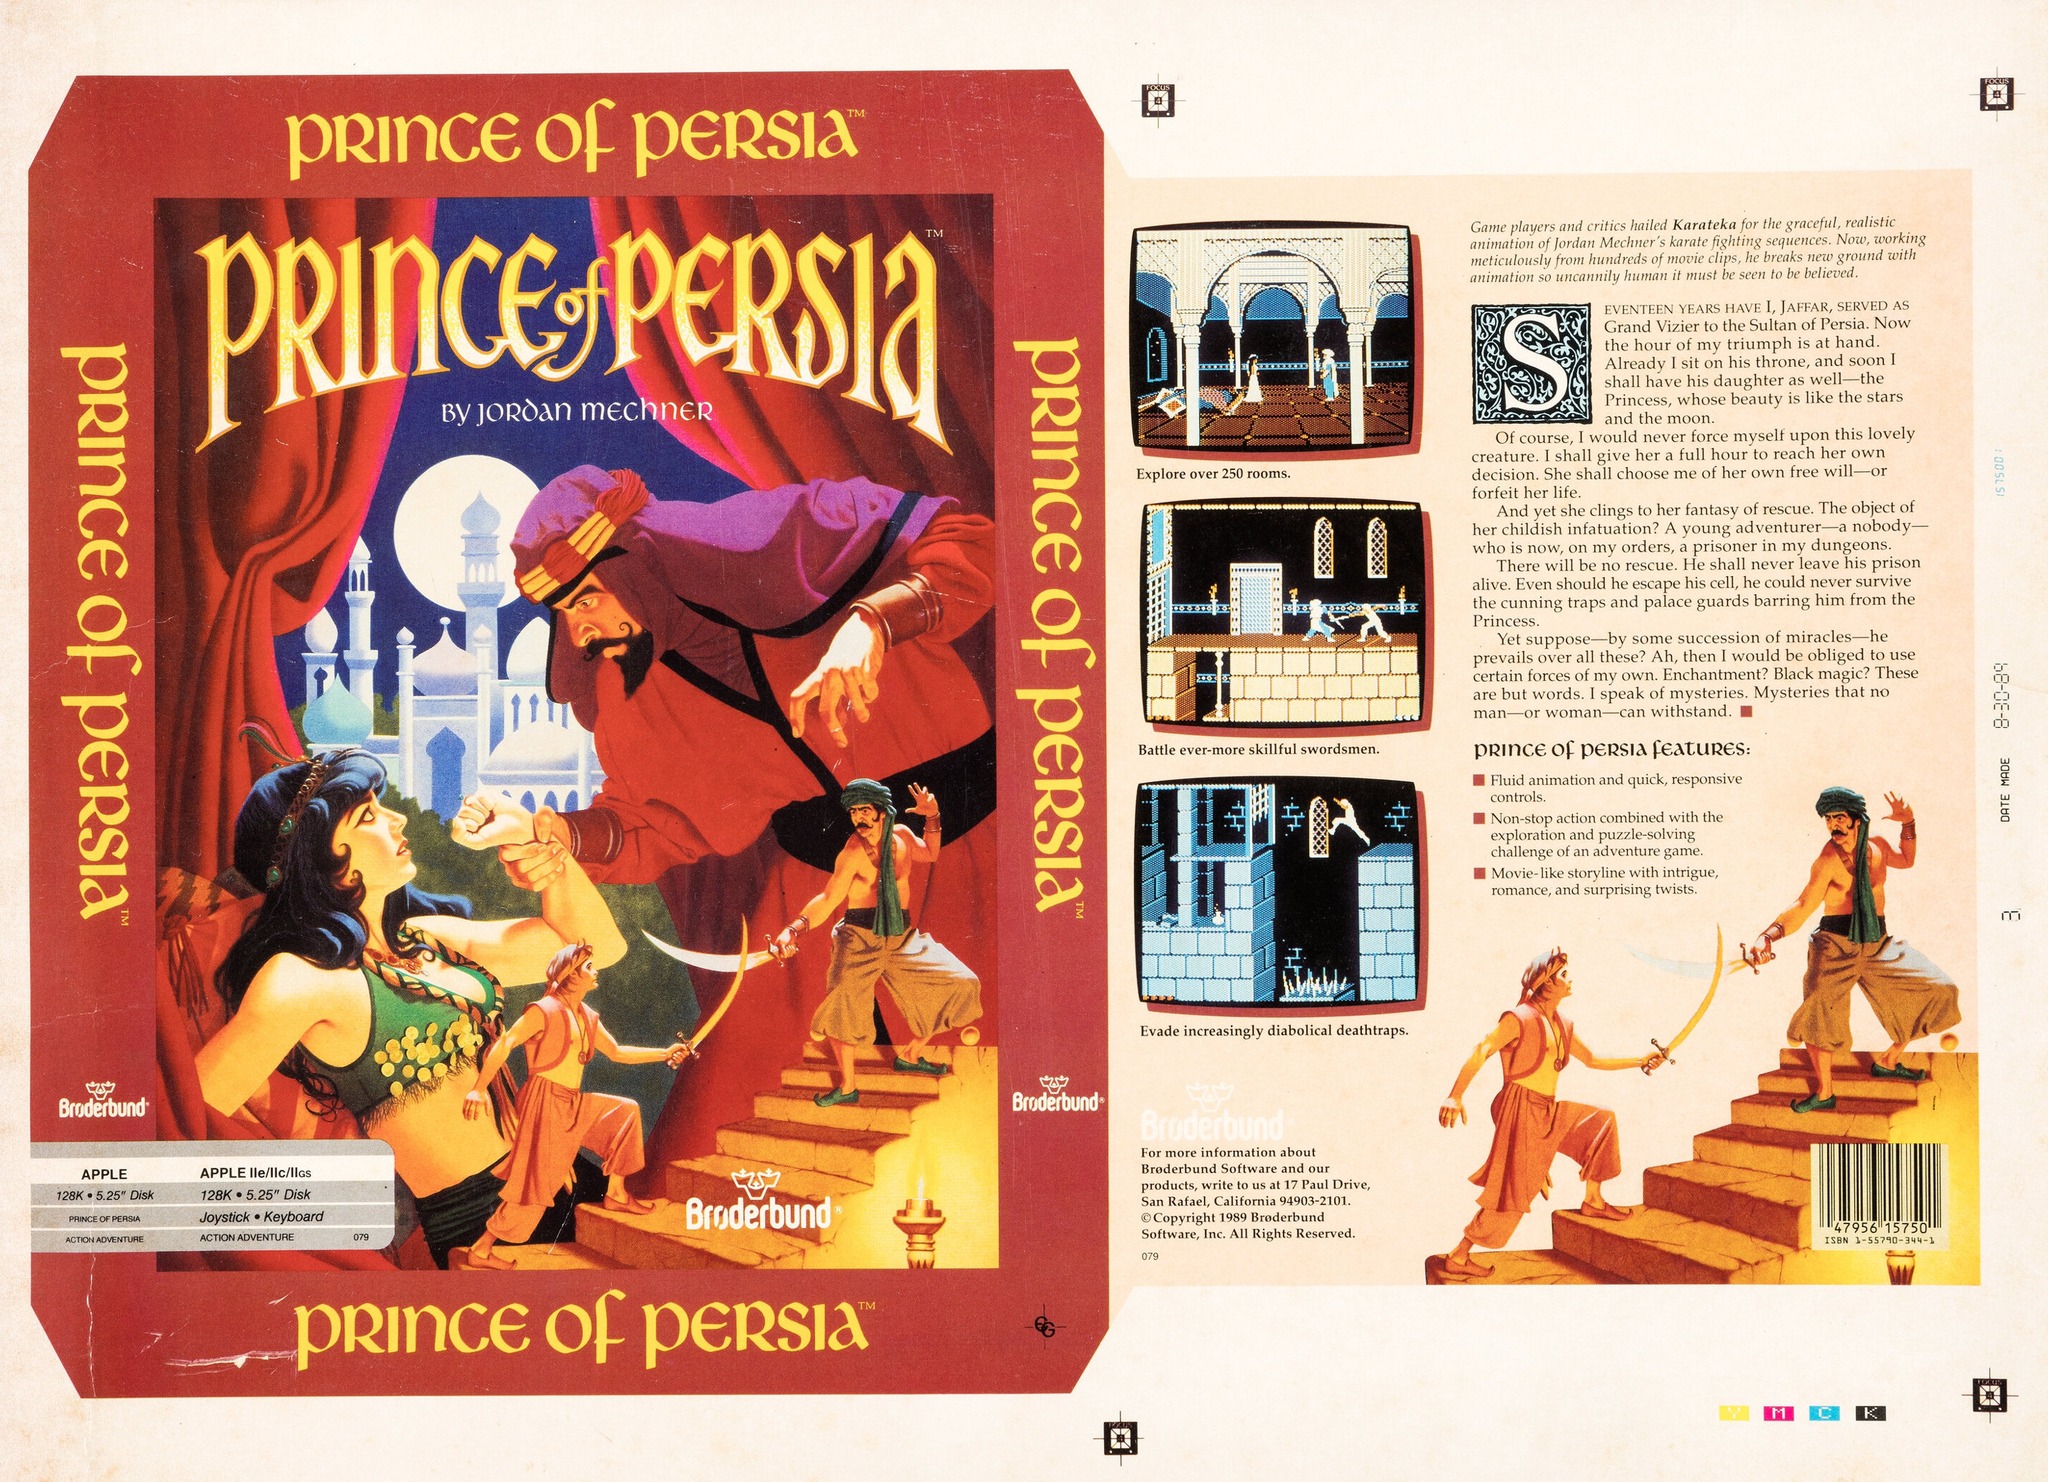 PRINCE OF PERSIA™
PRINCE of PERSIA™
BY JORDAN MECHNER
PRINCE OF PERSIA™
PRINCE OF PERSIA™
Brøderbund®
Brøderbund®
APPLE
128K • 5.25" Disk
PRINCE OF PERSIA
ACTION ADVENTURE
APPLE IIe/IIc/IIGS
128K • 5.25" Disk
Joystick • Keyboard
ACTION ADVENTURE 079
Brøderbund®
PRINCE OF PERSIA™
EG
FOCUS
4
FOCUS
4
Explore over 250 rooms.
Battle ever-more skillful swordsmen.
Evade increasingly diabolical deathtraps.
Brøderbund®
For more information about
Brøderbund Software and our
products, write to us at 17 Paul Drive,
San Rafael, California 94903-2101.
© Copyright 1989 Brøderbund
Software, Inc. All Rights Reserved.
079
Game players and critics hailed Karateka for the graceful, realistic
animation of Jordan Mechner's karate fighting sequences. Now, working
meticulously from hundreds of movie clips, he breaks new ground with
animation so uncannily human it must be seen to be believed.
SEVENTEEN YEARS HAVE I, JAFFAR, SERVED AS
Grand Vizier to the Sultan of Persia. Now
the hour of my triumph is at hand.
Already I sit on his throne, and soon I
shall have his daughter as well—the
Princess, whose beauty is like the stars
and the moon.
Of course, I would never force myself upon this lovely
creature. I shall give her a full hour to reach her own
decision. She shall choose me of her own free will—or
forfeit her life.
And yet she clings to her fantasy of rescue. The object of
her childish infatuation? A young adventurer—a nobody—
who is now, on my orders, a prisoner in my dungeons.
There will be no rescue. He shall never leave his prison
alive. Even should he escape his cell, he could never survive
the cunning traps and palace guards barring him from the
Princess.
Yet suppose—by some succession of miracles—he
prevails over all these? Ah, then I would be obliged to use
certain forces of my own. Enchantment? Black magic? These
are but words. I speak of mysteries. Mysteries that no
man—or woman—can withstand. ■
PRINCE OF PERSIA FEATURES:
■ Fluid animation and quick, responsive
controls.
■ Non-stop action combined with the
exploration and puzzle-solving
challenge of an adventure game.
■ Movie-like storyline with intrigue,
romance, and surprising twists.
47956 15750
ISBN 1-55790-344-1
3 DATE MADE 8-30-89
Y M C K
FOCUS
FOCUS